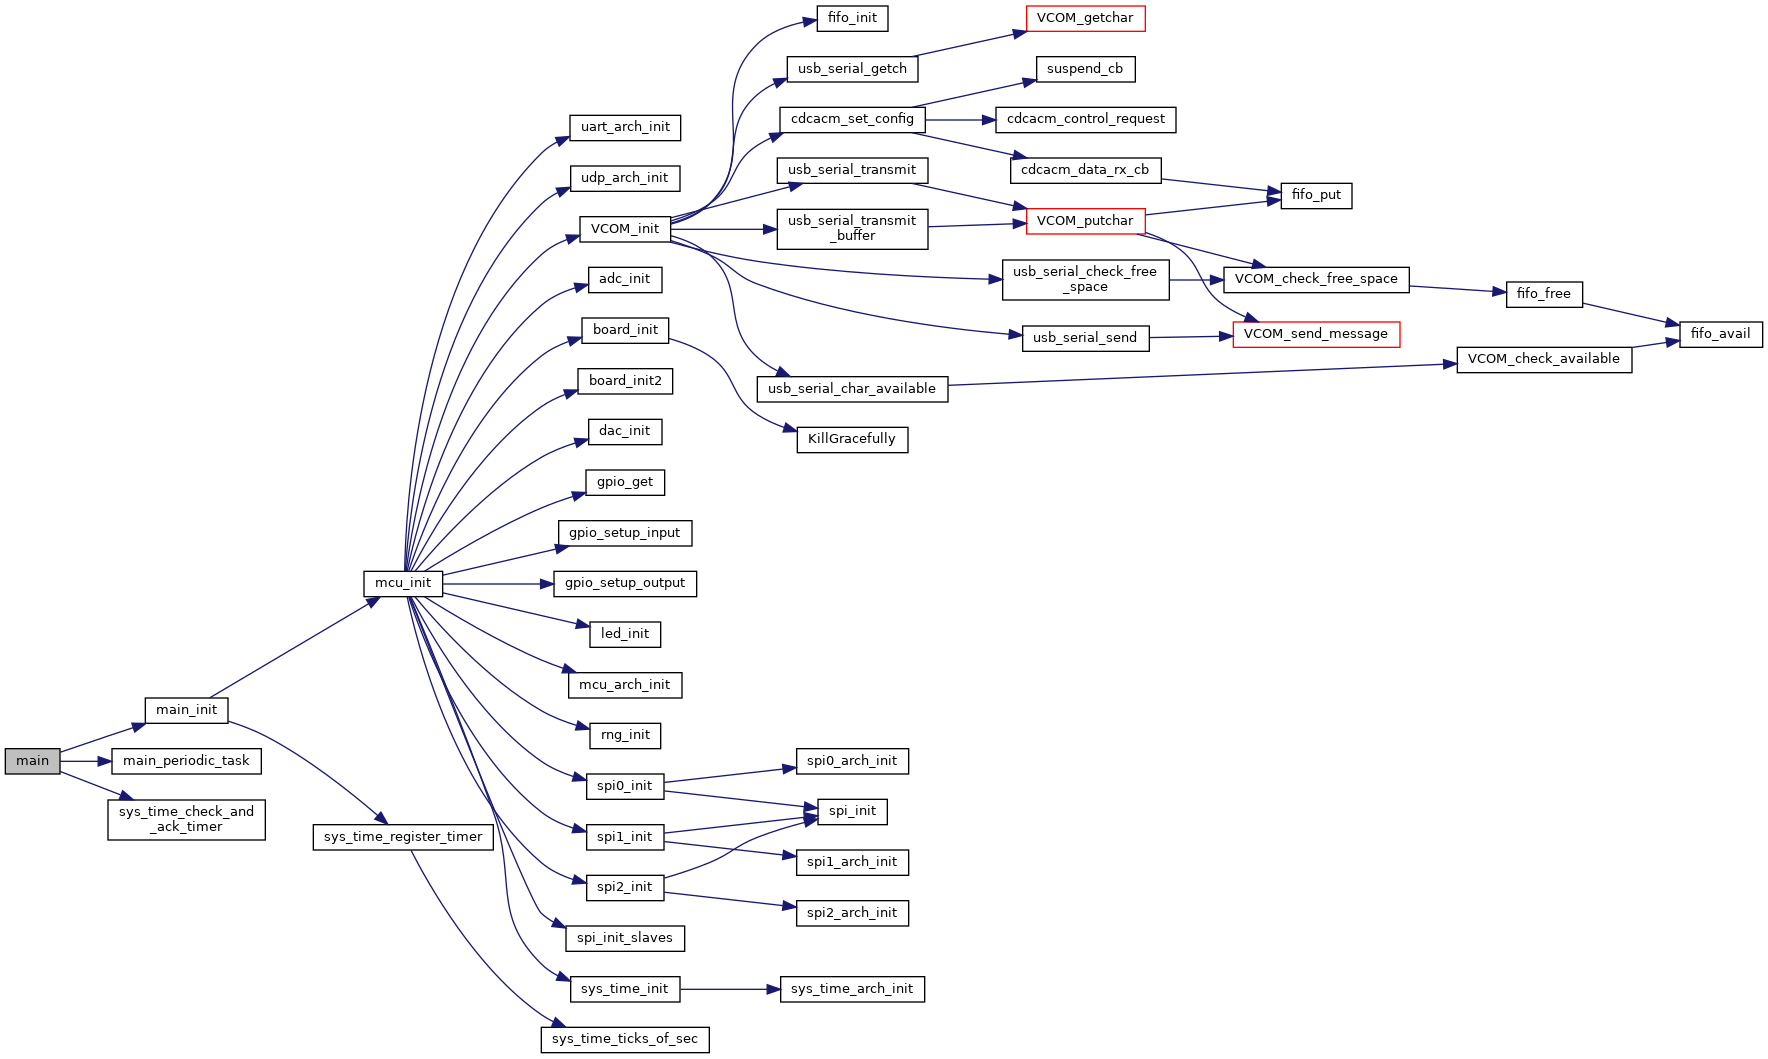 main
main_init
main_periodic_task
sys_time_check_and
_ack_timer
mcu_init
sys_time_register_timer
uart_arch_init
udp_arch_init
VCOM_init
adc_init
board_init
board_init2
dac_init
gpio_get
gpio_setup_input
gpio_setup_output
led_init
mcu_arch_init
rng_init
spi0_init
spi1_init
spi2_init
spi_init_slaves
sys_time_init
sys_time_ticks_of_sec
fifo_init
usb_serial_getch
cdcacm_set_config
usb_serial_transmit
usb_serial_transmit
_buffer
usb_serial_char_available
KillGracefully
spi0_arch_init
spi_init
spi1_arch_init
spi2_arch_init
sys_time_arch_init
VCOM_getchar
suspend_cb
cdcacm_control_request
cdcacm_data_rx_cb
VCOM_putchar
usb_serial_check_free
_space
usb_serial_send
fifo_put
VCOM_check_free_space
VCOM_send_message
fifo_free
VCOM_check_available
fifo_avail